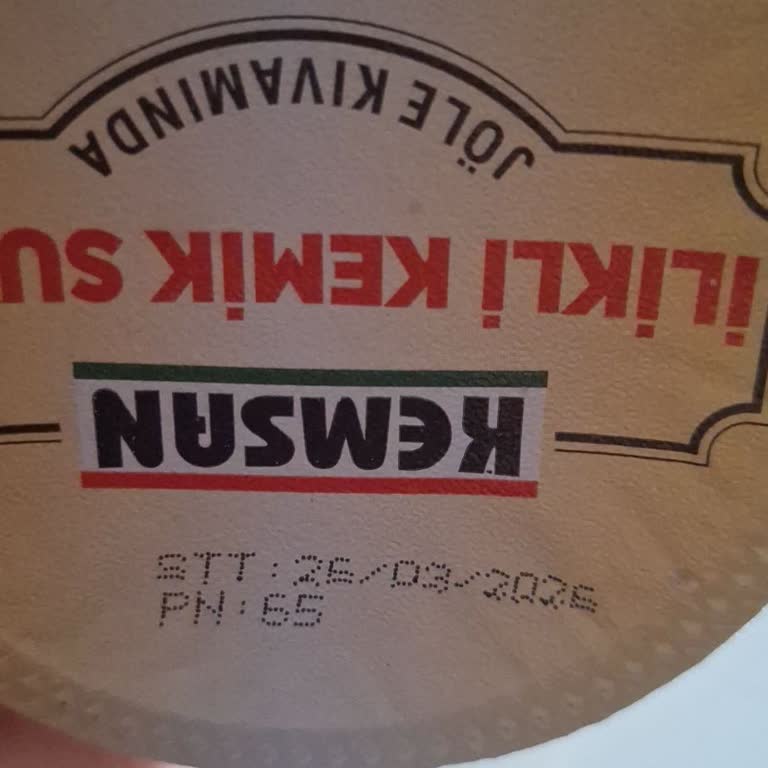 STT:26/03/2026
PN:65
KEMSAN
İLİKLİ KEMİK SU
JÖLE KIVAMINDA